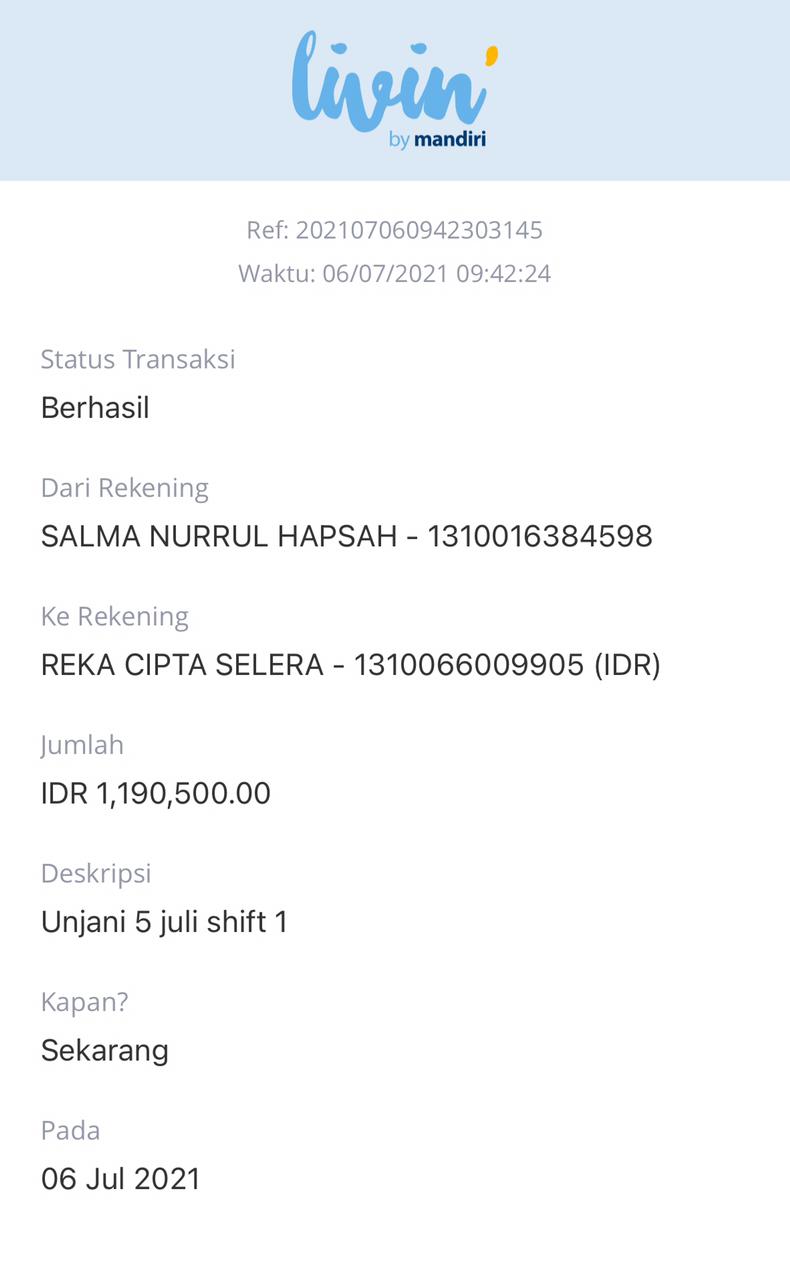 livin'
by mandiri
Ref: 202107060942303145
Waktu: 06/07/2021 09:42:24
Status Transaksi
Berhasil
Dari Rekening
SALMA NURRUL HAPSAH - 1310016384598
Ke Rekening
REKA CIPTA SELERA - 1310066009905 (IDR)
Jumlah
IDR 1,190,500.00
Deskripsi
Unjani 5 juli shift 1
Kapan?
Sekarang
Pada
06 Jul 2021